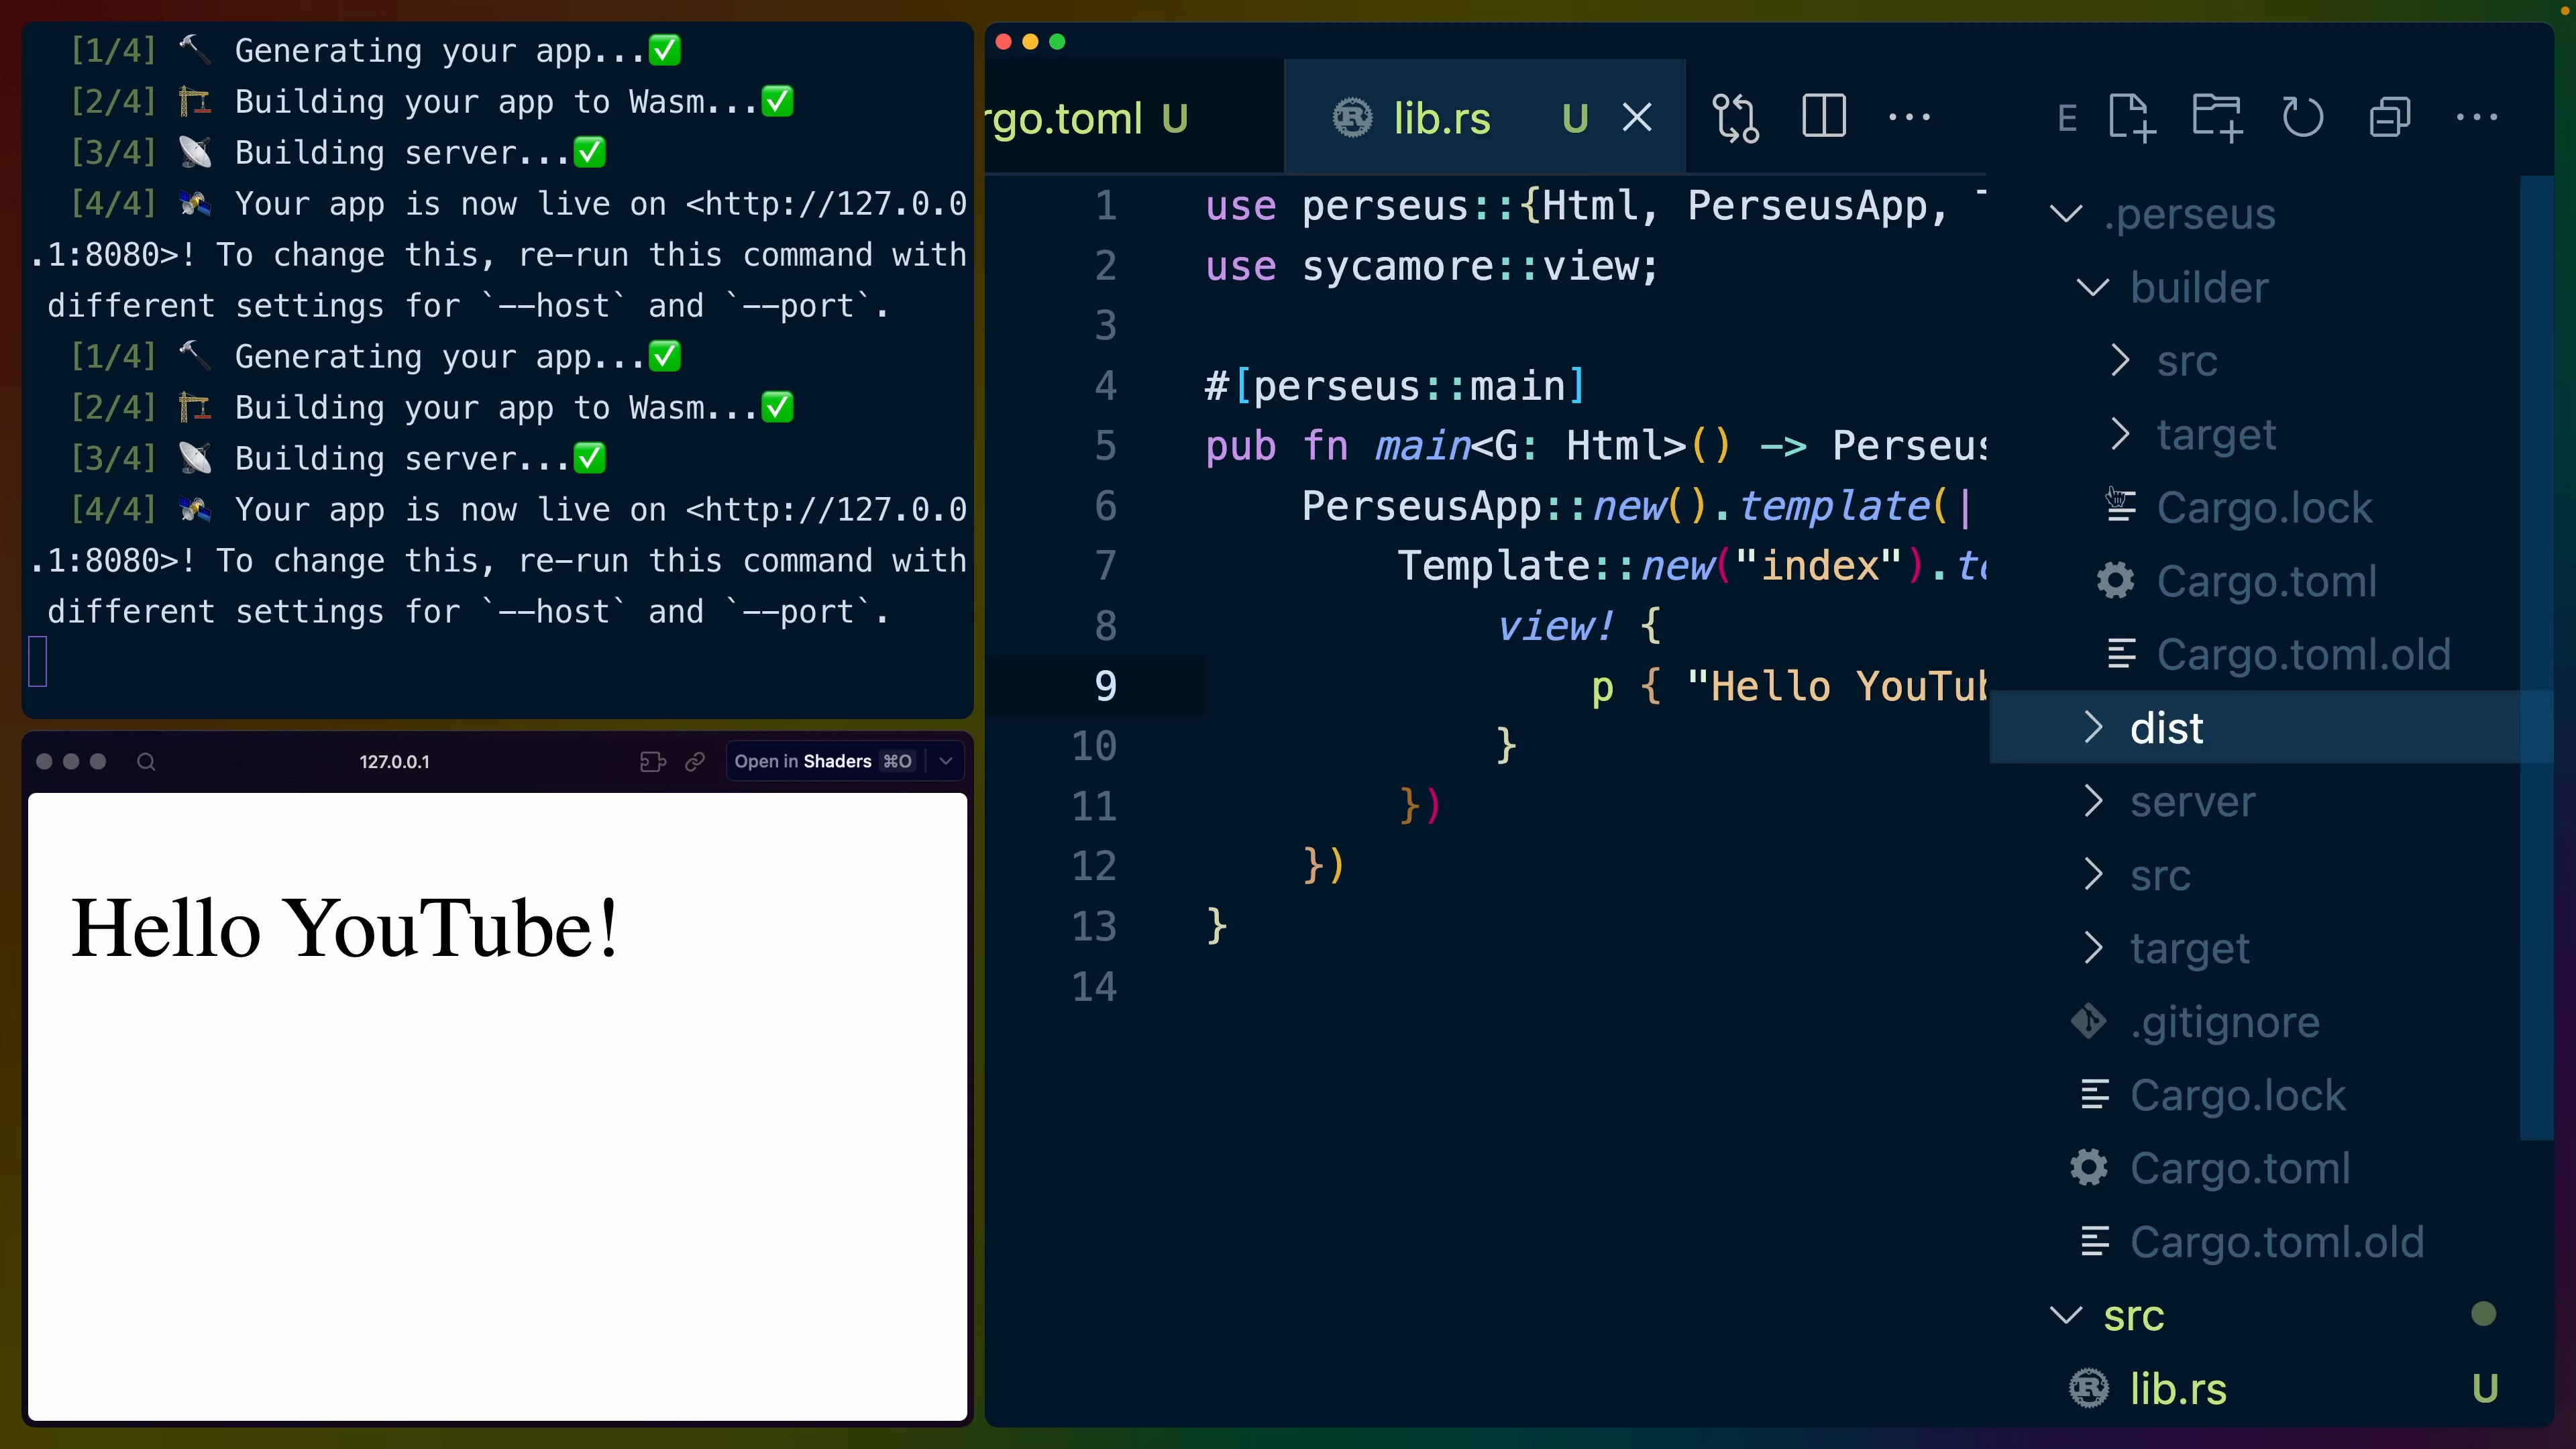 [1/4] 🔨 Generating your app...✅
[2/4] 🏗️ Building your app to Wasm...✅
[3/4] 📡 Building server...✅
[4/4] 🛰️ Your app is now live on <http://127.0.0
.1:8080>! To change this, re-run this command with
different settings for `--host` and `--port`.
[1/4] 🔨 Generating your app...✅
[2/4] 🏗️ Building your app to Wasm...✅
[3/4] 📡 Building server...✅
[4/4] 🛰️ Your app is now live on <http://127.0.0
.1:8080>! To change this, re-run this command with
different settings for `--host` and `--port`.
127.0.0.1
Open in Shaders ⌘O
Hello YouTube!
rgo.toml U
lib.rs U
1 use perseus::{Html, PerseusApp,
2 use sycamore::view;
3
4 #[perseus::main]
5 pub fn main<G: Html>() -> Perseus
6 PerseusApp::new().template(|
7 Template::new("index").t
8 view! {
9 p { "Hello YouTub
10 }
11 })
12 })
13 }
14
E
.perseus
builder
src
target
Cargo.lock
Cargo.toml
Cargo.toml.old
dist
server
src
target
.gitignore
Cargo.lock
Cargo.toml
Cargo.toml.old
src
lib.rs U